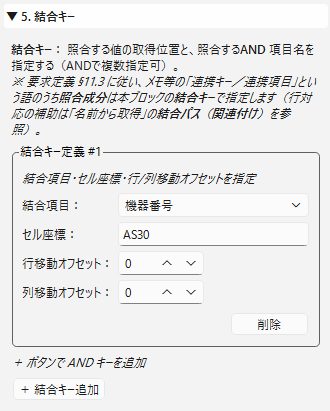 ▼ 5. 結合キー
結合キー： 照合する値の取得位置と、照合するAND 項目名を
指定する（ANDで複数指定可）。
※ 要求定義 §11.3 に従い、メモ等の「連携キー／連携項目」とい
う語のうち照合成分は本ブロックの結合キーで指定します（行対
応の補助は「名前から取得」の結合パス（関連付け）を参
照）。
結合キー定義 #1
結合項目・セル座標・行/列移動オフセットを指定
結合項目： 機器番号
セル座標： AS30
行移動オフセット： 0
列移動オフセット： 0
削除
＋ ボタンで AND キーを追加
＋ 結合キー追加